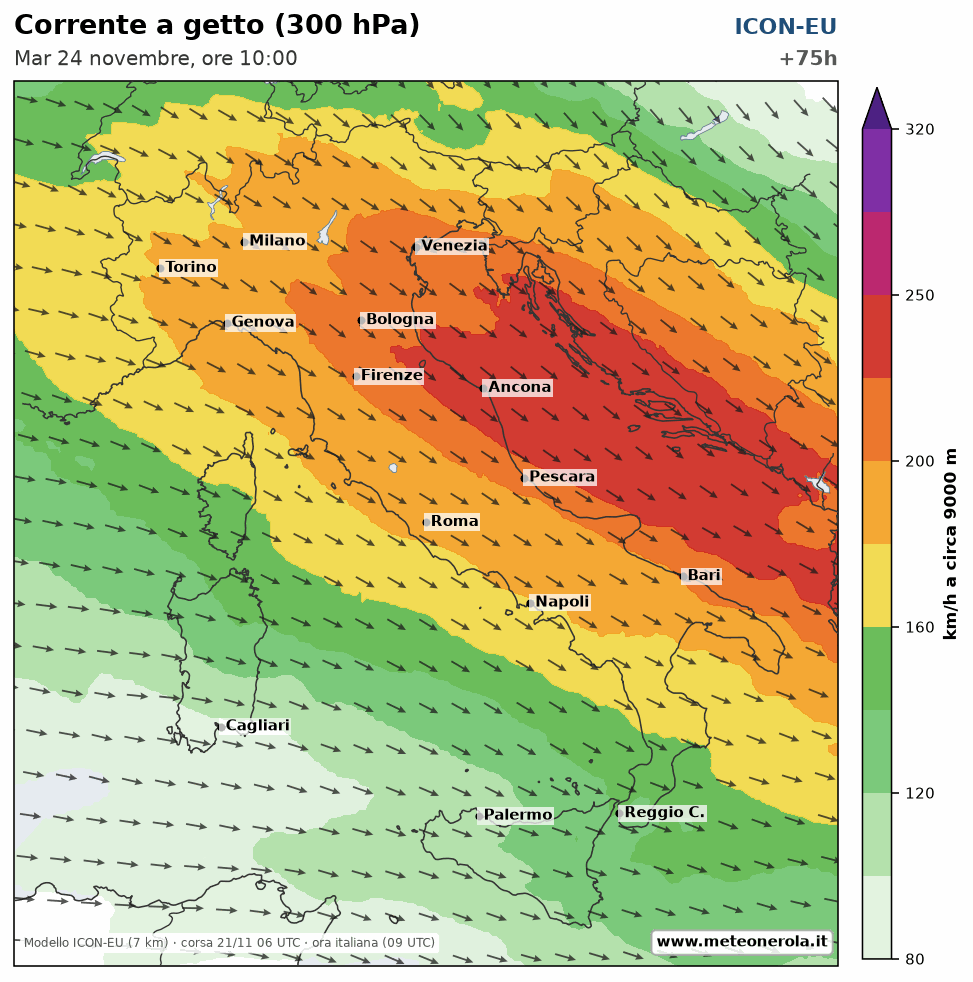 Corrente a getto (300 hPa)
ICON-EU
Mar 24 novembre, ore 10:00
+75h
320
Milano
Venezia
Torino
250
Genova
Bologna
Firenze
Ancona
200
Pescara
Roma
Bari
Napoli
160
km/h a circa 9000 m
Cagliari
120
Palermo
Reggio C.
Modello ICON-EU (7 km) · corsa 21/11 06 UTC · ora italiana (09 UTC)
www.meteonerola.it
80